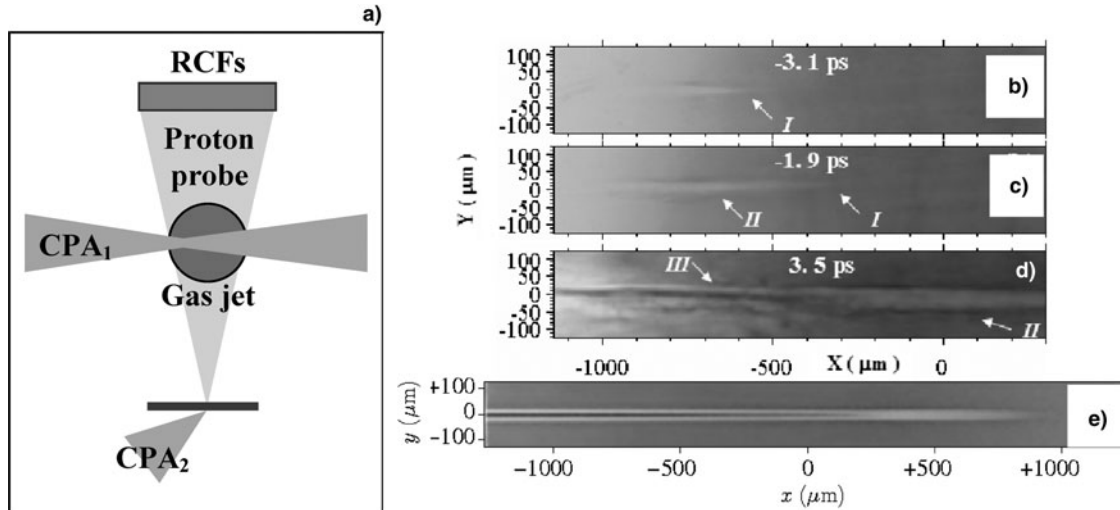 a)
RCFs
Proton
probe
CPA₁
Gas jet
CPA₂
100
50
0
-50
-100
-3. 1 ps
I
b)
100
50
0
-50
-100
-1. 9 ps
II
I
c)
Y (μm)
100
50
0
-50
-100
III
3. 5 ps
II
d)
-1000
-500
X (μm)
0
+100
0
-100
y (μm)
e)
-1000
-500
0
+500
+1000
x (μm)